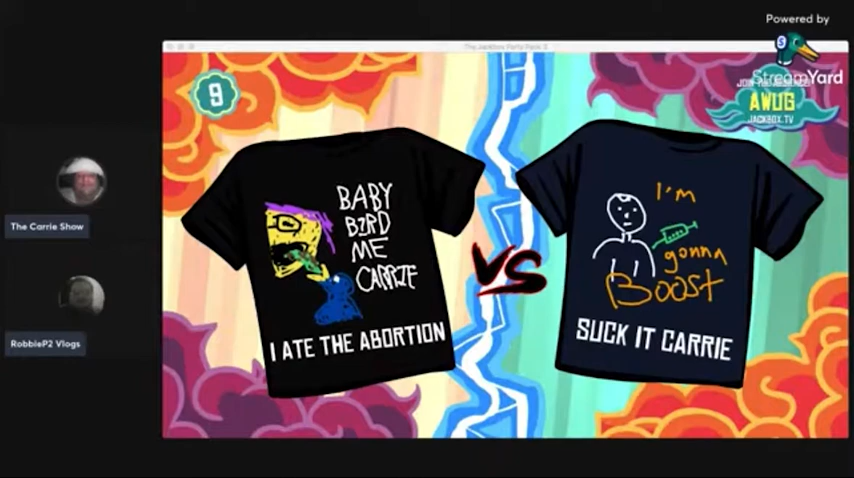 Powered by
StreamYard
The Jackbox Party Pack 3
9
AWUG
JACKBOX.TV
BABY
BIRD
ME
CARRIE
I ATE THE ABORTION
VS
I'm
gonna
BOOST
SUCK IT CARRIE
The Carrie Show
RobbieP2 Vlogs